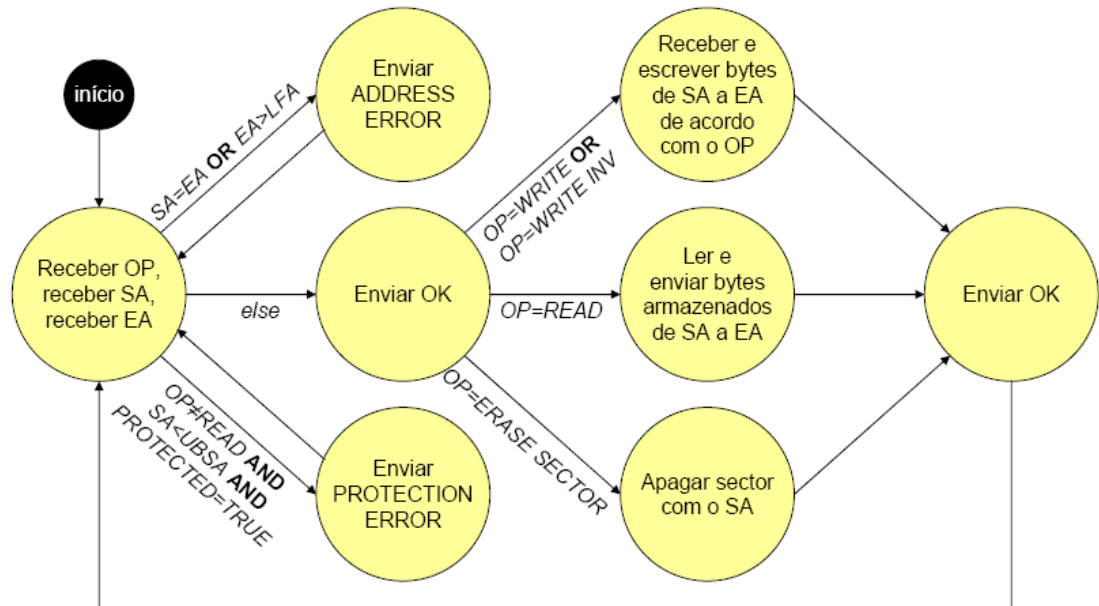 início
Receber OP,
receber SA,
receber EA
SA=EA OR EA>LFA
Enviar
ADDRESS
ERROR
else
Enviar OK
OP≠READ AND
SA<UBSA AND
PROTECTED=TRUE
Enviar
PROTECTION
ERROR
OP=WRITE OR
OP=WRITE INV
Receber e
escrever bytes
de SA a EA
de acordo
com o OP
OP=READ
Ler e
enviar bytes
armazenados
de SA a EA
OP=ERASE SECTOR
Apagar sector
com o SA
Enviar OK